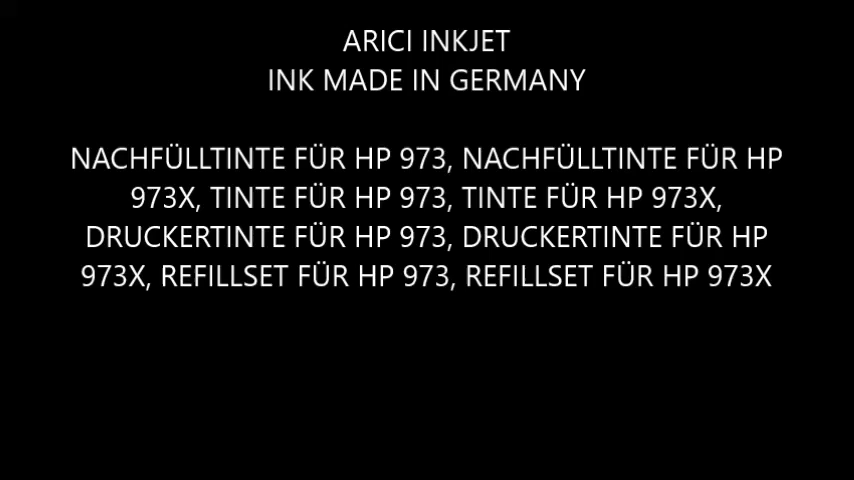 ARICI INKJET
INK MADE IN GERMANY
NACHFÜLLTINTE FÜR HP 973, NACHFÜLLTINTE FÜR HP
973X, TINTE FÜR HP 973, TINTE FÜR HP 973X,
DRUCKERTINTE FÜR HP 973, DRUCKERTINTE FÜR HP
973X, REFILLSET FÜR HP 973, REFILLSET FÜR HP 973X